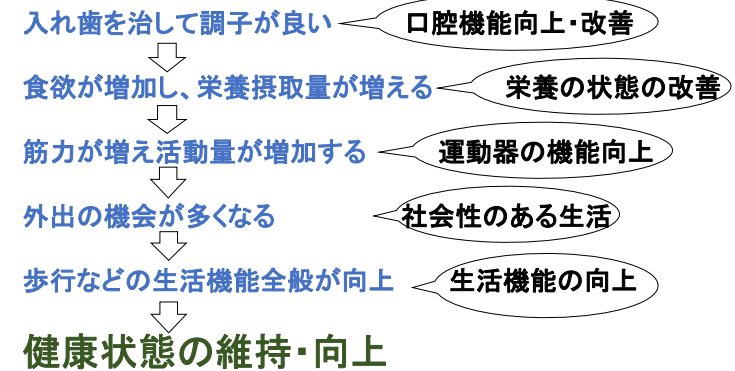 入れ歯を治して調子が良い 口腔機能向上・改善
食欲が増加し、栄養摂取量が増える 栄養の状態の改善
筋力が増え活動量が増加する 運動器の機能向上
外出の機会が多くなる 社会性のある生活
歩行などの生活機能全般が向上 生活機能の向上
健康状態の維持・向上